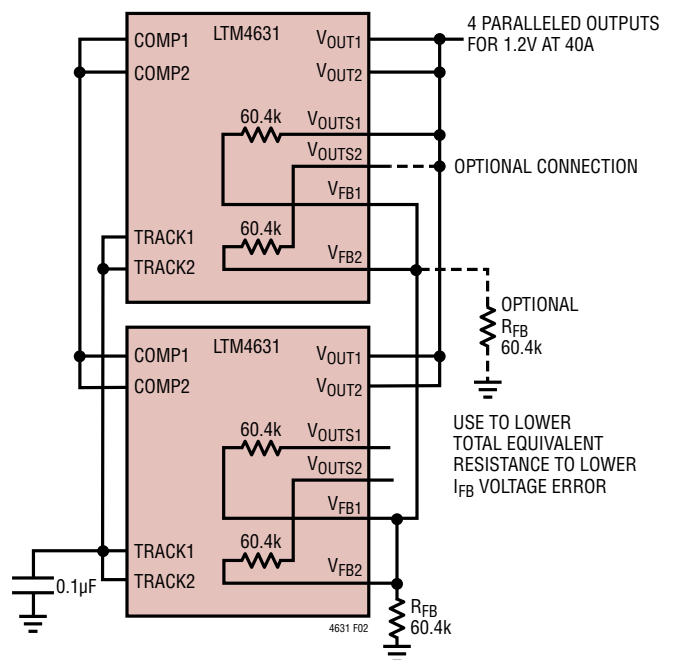 4 PARALLELED OUTPUTS
FOR 1.2V AT 40A
LTM4631
COMP1
COMP2
VOUT1
VOUT2
60.4k
VOUTS1
VOUTS2
OPTIONAL CONNECTION
VFB1
60.4k
TRACK1
TRACK2
VFB2
OPTIONAL
RFB
60.4k
LTM4631
COMP1
COMP2
VOUT1
VOUT2
USE TO LOWER
TOTAL EQUIVALENT
RESISTANCE TO LOWER
IFB VOLTAGE ERROR
60.4k
VOUTS1
VOUTS2
VFB1
60.4k
TRACK1
TRACK2
VFB2
0.1µF
RFB
60.4k
4631 F02